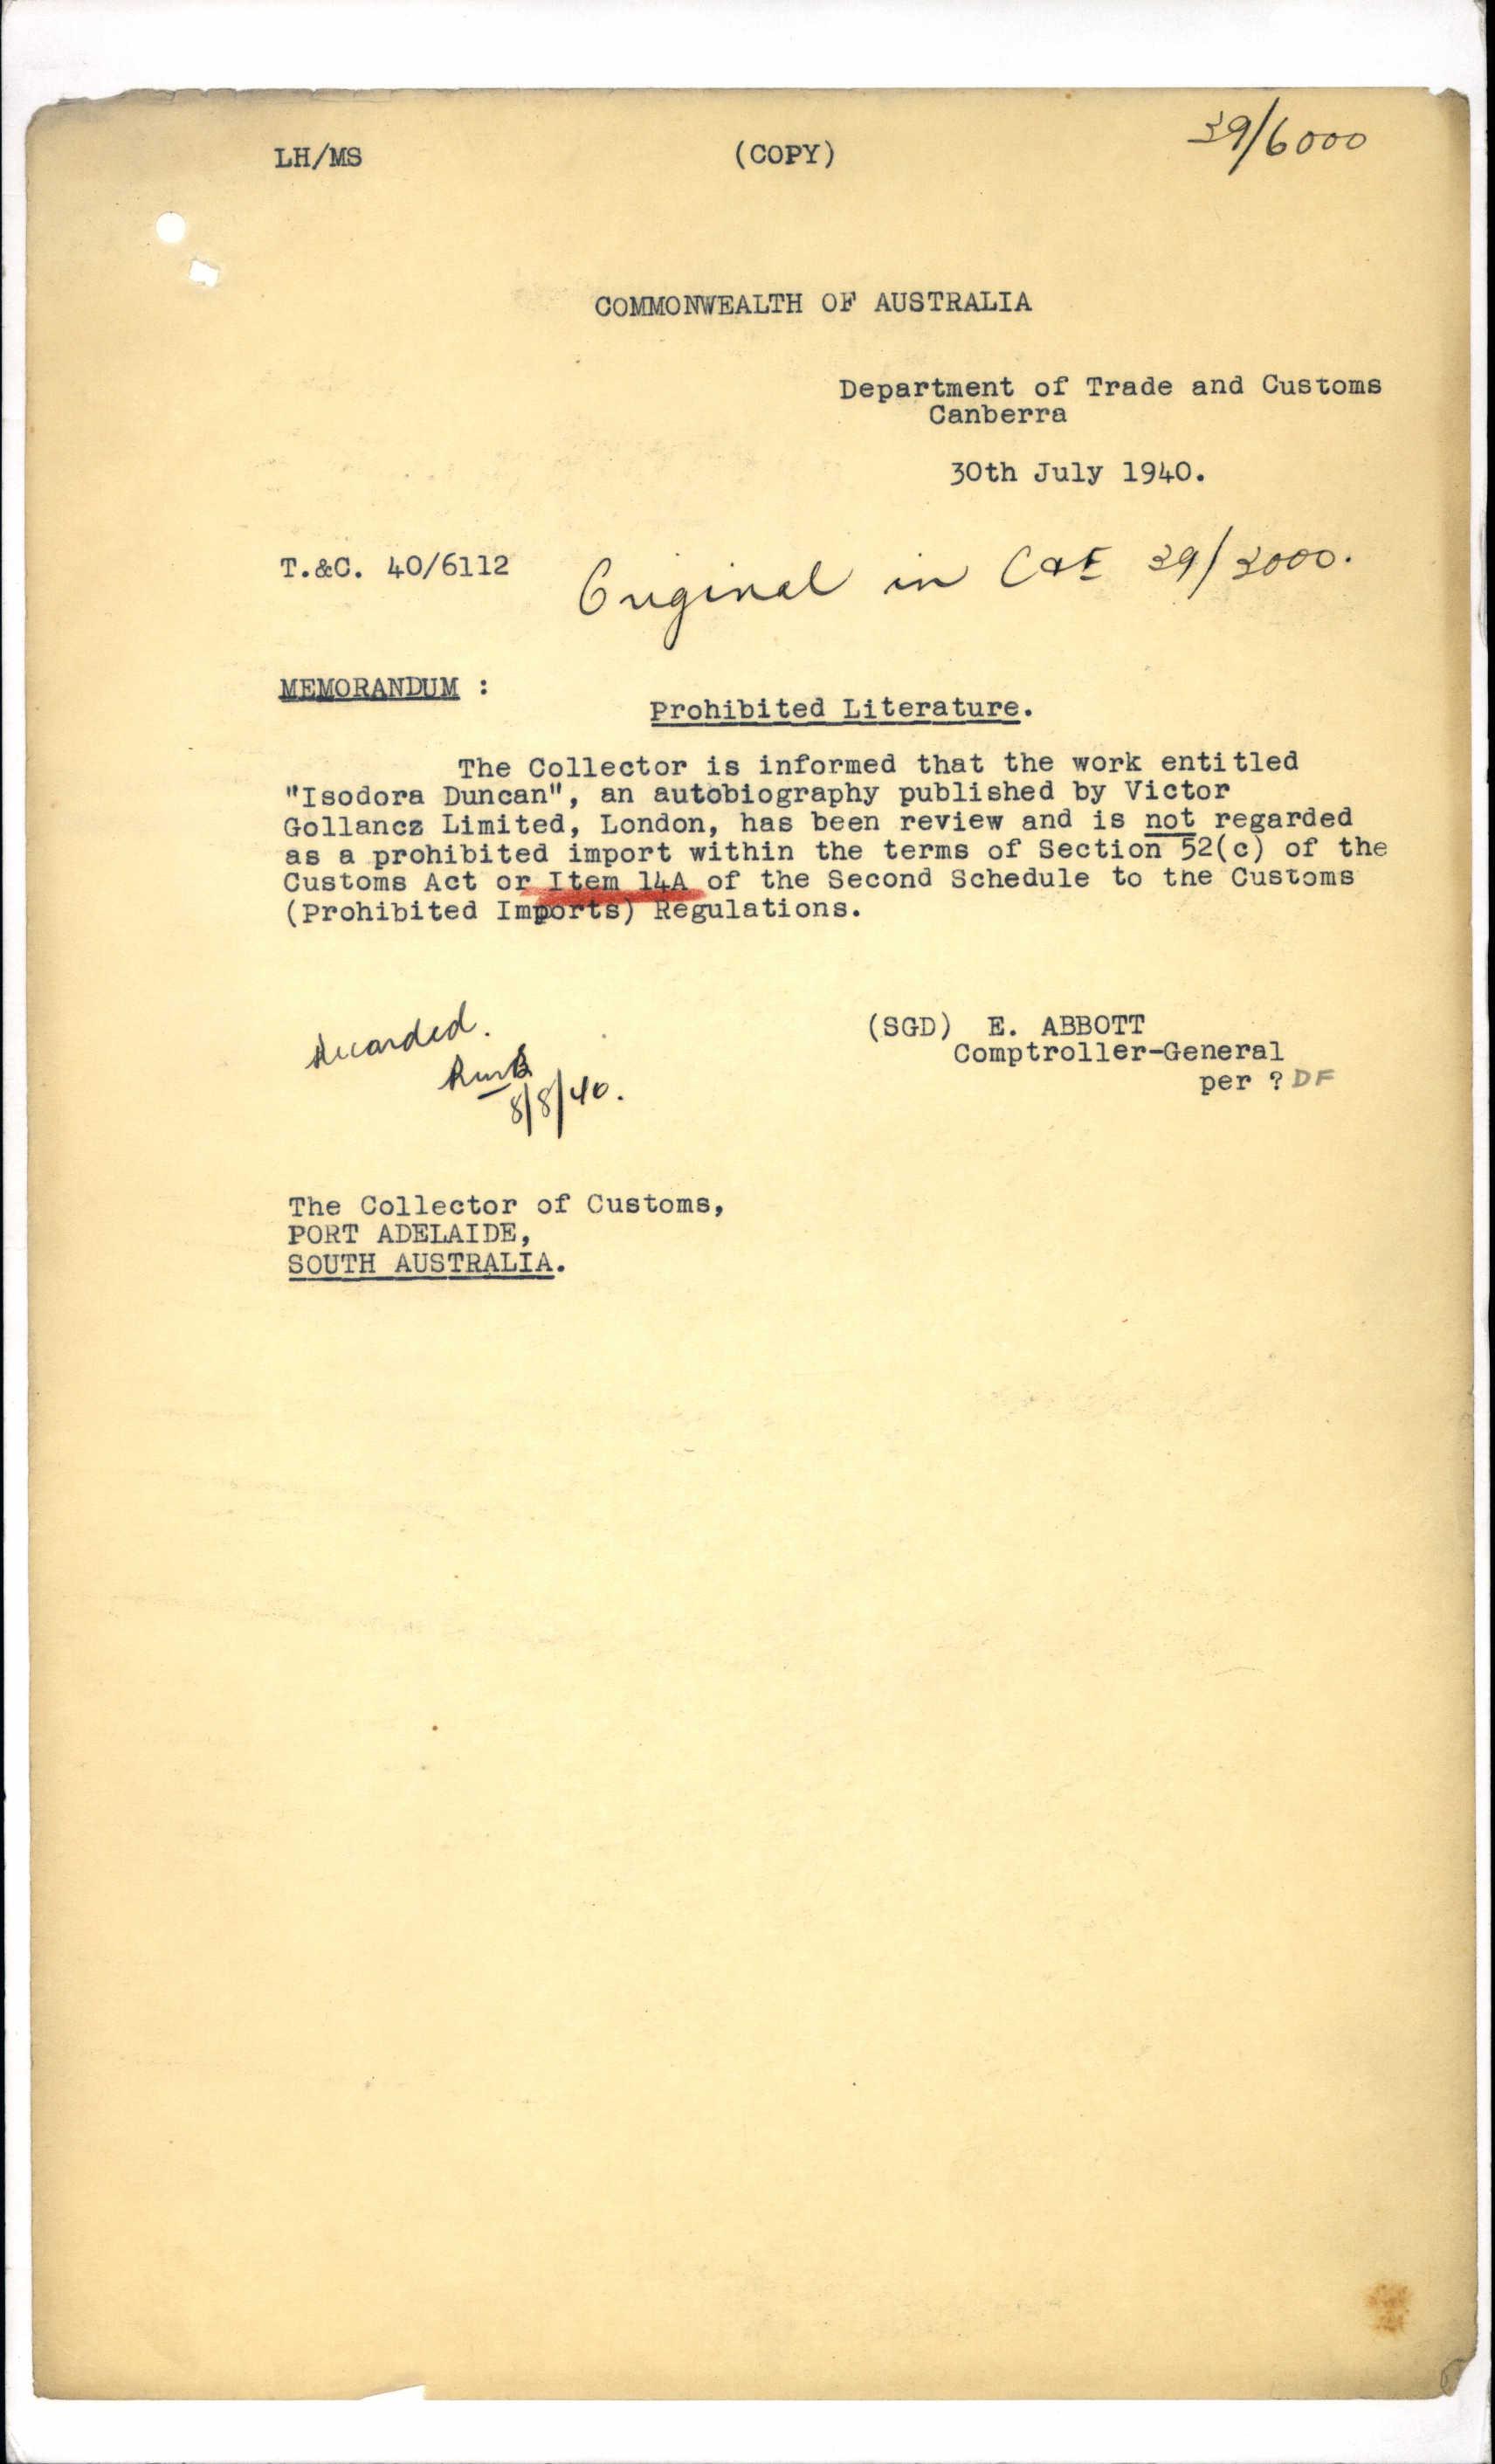 39/6000
LH/MS (COPY)
COMMONWEALTH OF AUSTRALIA
Department of Trade and Customs
Canberra
30th July 1940.
T.&C. 40/6112
Original in C&E 39/3000.
MEMORANDUM :
Prohibited Literature.
The Collector is informed that the work entitled
"Isodora Duncan", an autobiography published by Victor
Gollancz Limited, London, has been review and is not regarded
as a prohibited import within the terms of Section 52(c) of the
Customs Act or Item 14A of the Second Schedule to the Customs
(Prohibited Imports) Regulations.
(SGD) E. ABBOTT
Comptroller-General
per ? DF
Recorded.
8/8/40.
The Collector of Customs,
PORT ADELAIDE,
SOUTH AUSTRALIA.